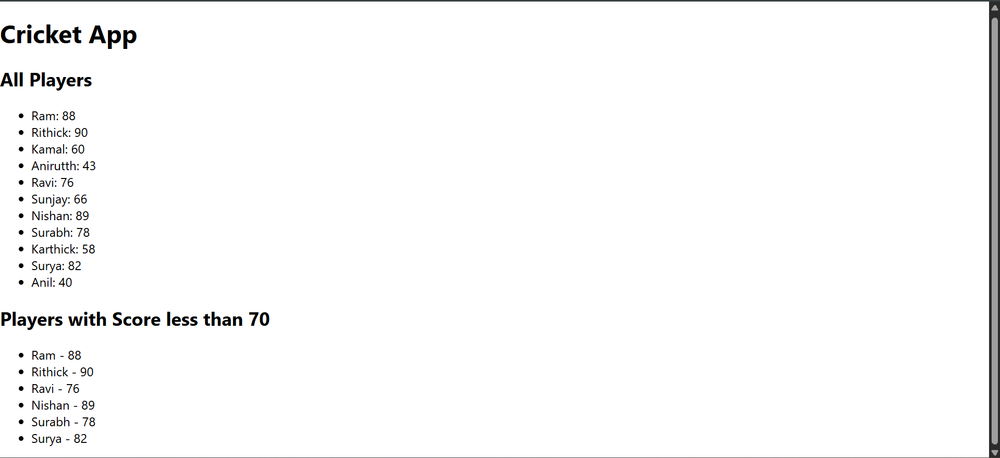 Cricket App
All Players
• Ram: 88
• Rithick: 90
• Kamal: 60
• Anirutth: 43
• Ravi: 76
• Sunjay: 66
• Nishan: 89
• Surabh: 78
• Karthick: 58
• Surya: 82
• Anil: 40
Players with Score less than 70
• Ram - 88
• Rithick - 90
• Ravi - 76
• Nishan - 89
• Surabh - 78
• Surya - 82